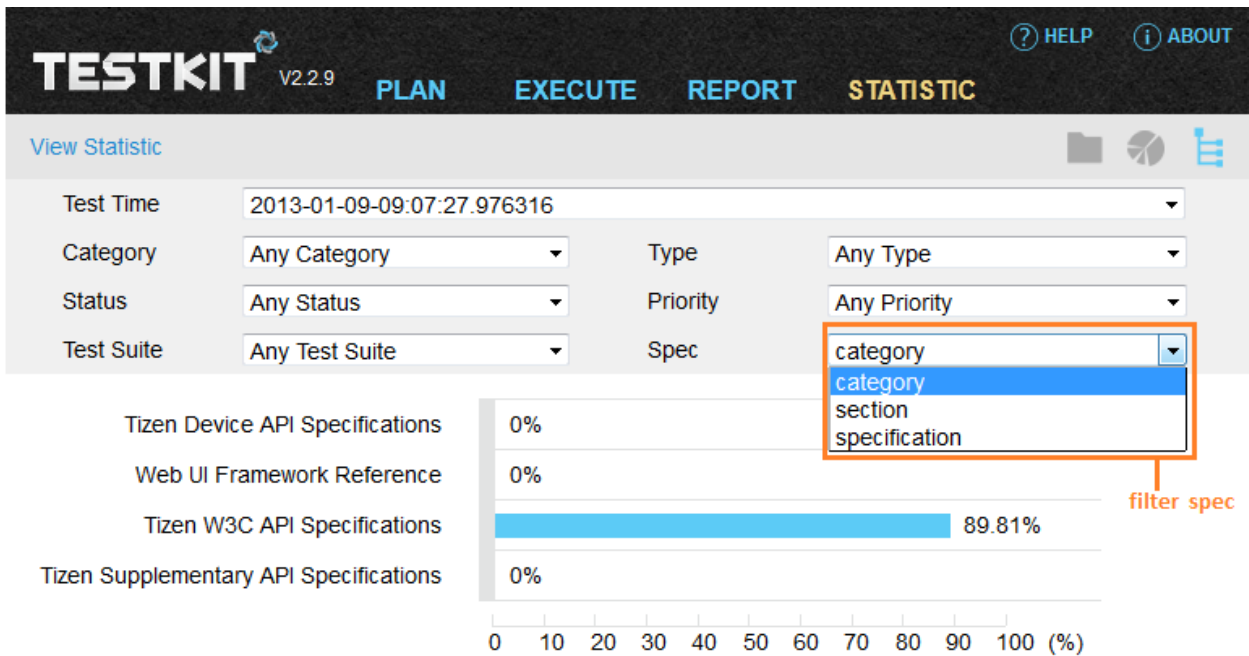 HELP
ABOUT
TESTKIT V2.2.9
PLAN EXECUTE REPORT STATISTIC
View Statistic
Test Time 2013-01-09-09:07:27.976316
Category Any Category Type Any Type
Status Any Status Priority Any Priority
Test Suite Any Test Suite Spec category
category
section
specification
filter spec
Tizen Device API Specifications 0%
Web UI Framework Reference 0%
Tizen W3C API Specifications 89.81%
Tizen Supplementary API Specifications 0%
0 10 20 30 40 50 60 70 80 90 100 (%)